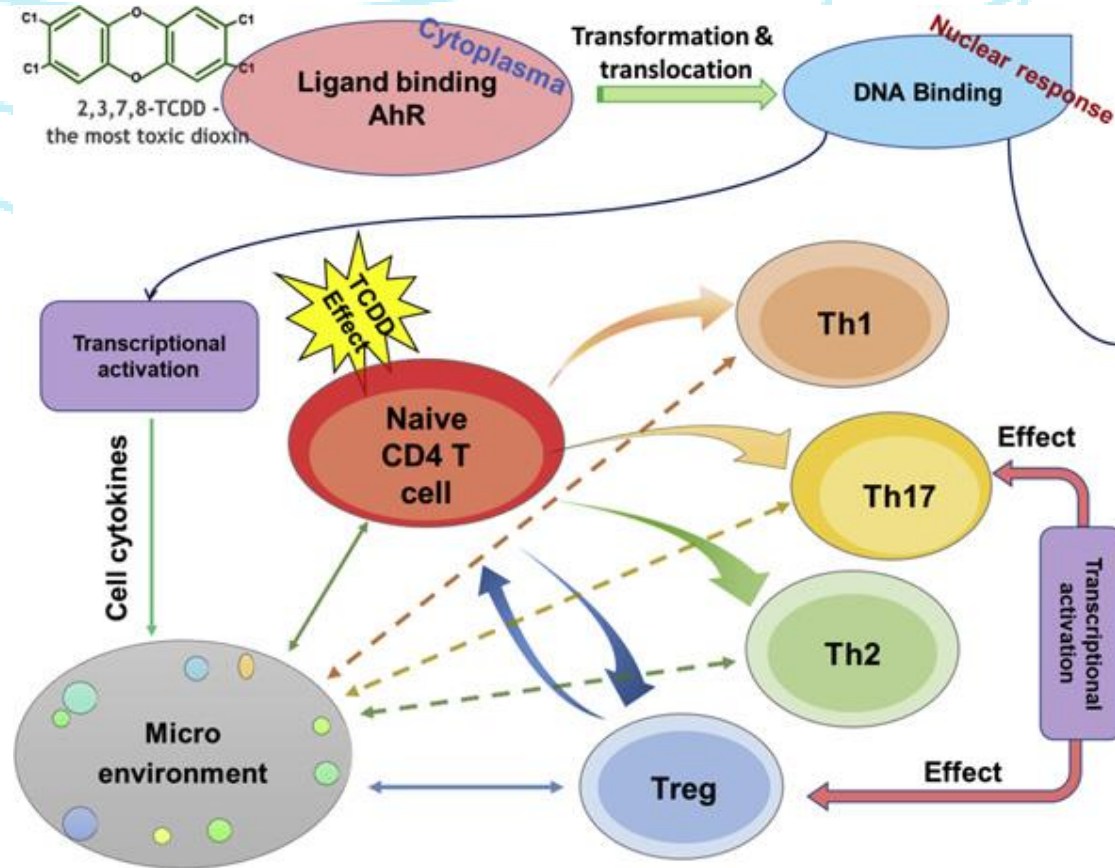 Cl
Cl
Cl
Cl
O
O
2,3,7,8-TCDD -
the most toxic dioxin
Cytoplasma
Ligand binding
AhR
Transformation &
translocation
Nuclear response
DNA Binding
TCDD
Effect
Transcriptional
activation
Th1
Naive
CD4 T
cell
Effect
Th17
Cell cytokines
Transcriptional
activation
Th2
Micro
environment
Treg
Effect